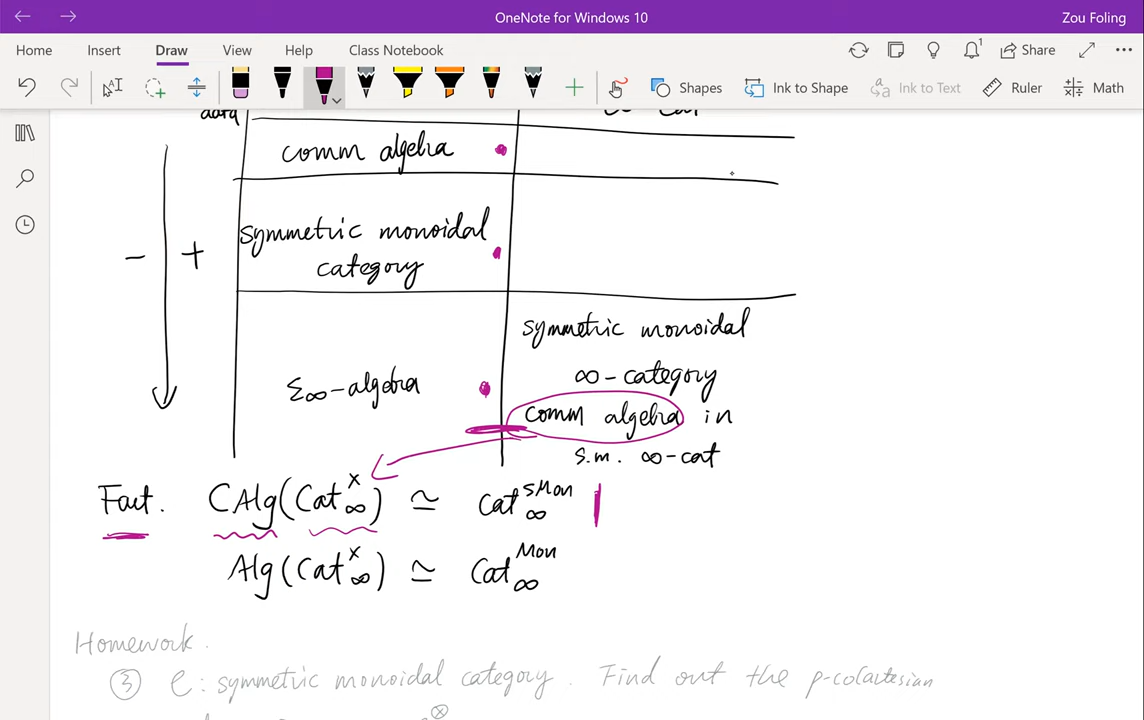 OneNote for Windows 10
Zou Foling
Home Insert Draw View Help Class Notebook
1
Share
Shapes
Ink to Shape
Ink to Text
Ruler
Math
data
comm algebra
− +
symmetric monoidal
category
symmetric monoidal
∞-category
E∞-algebra
comm algebra in
s.m. ∞-cat
Fact. CAlg(Cat∞^×) ≃ Cat∞^SMon
Alg(Cat∞^×) ≃ Cat∞^Mon
Homework.
③ C: symmetric monoidal category. Find out the p-coCartesian